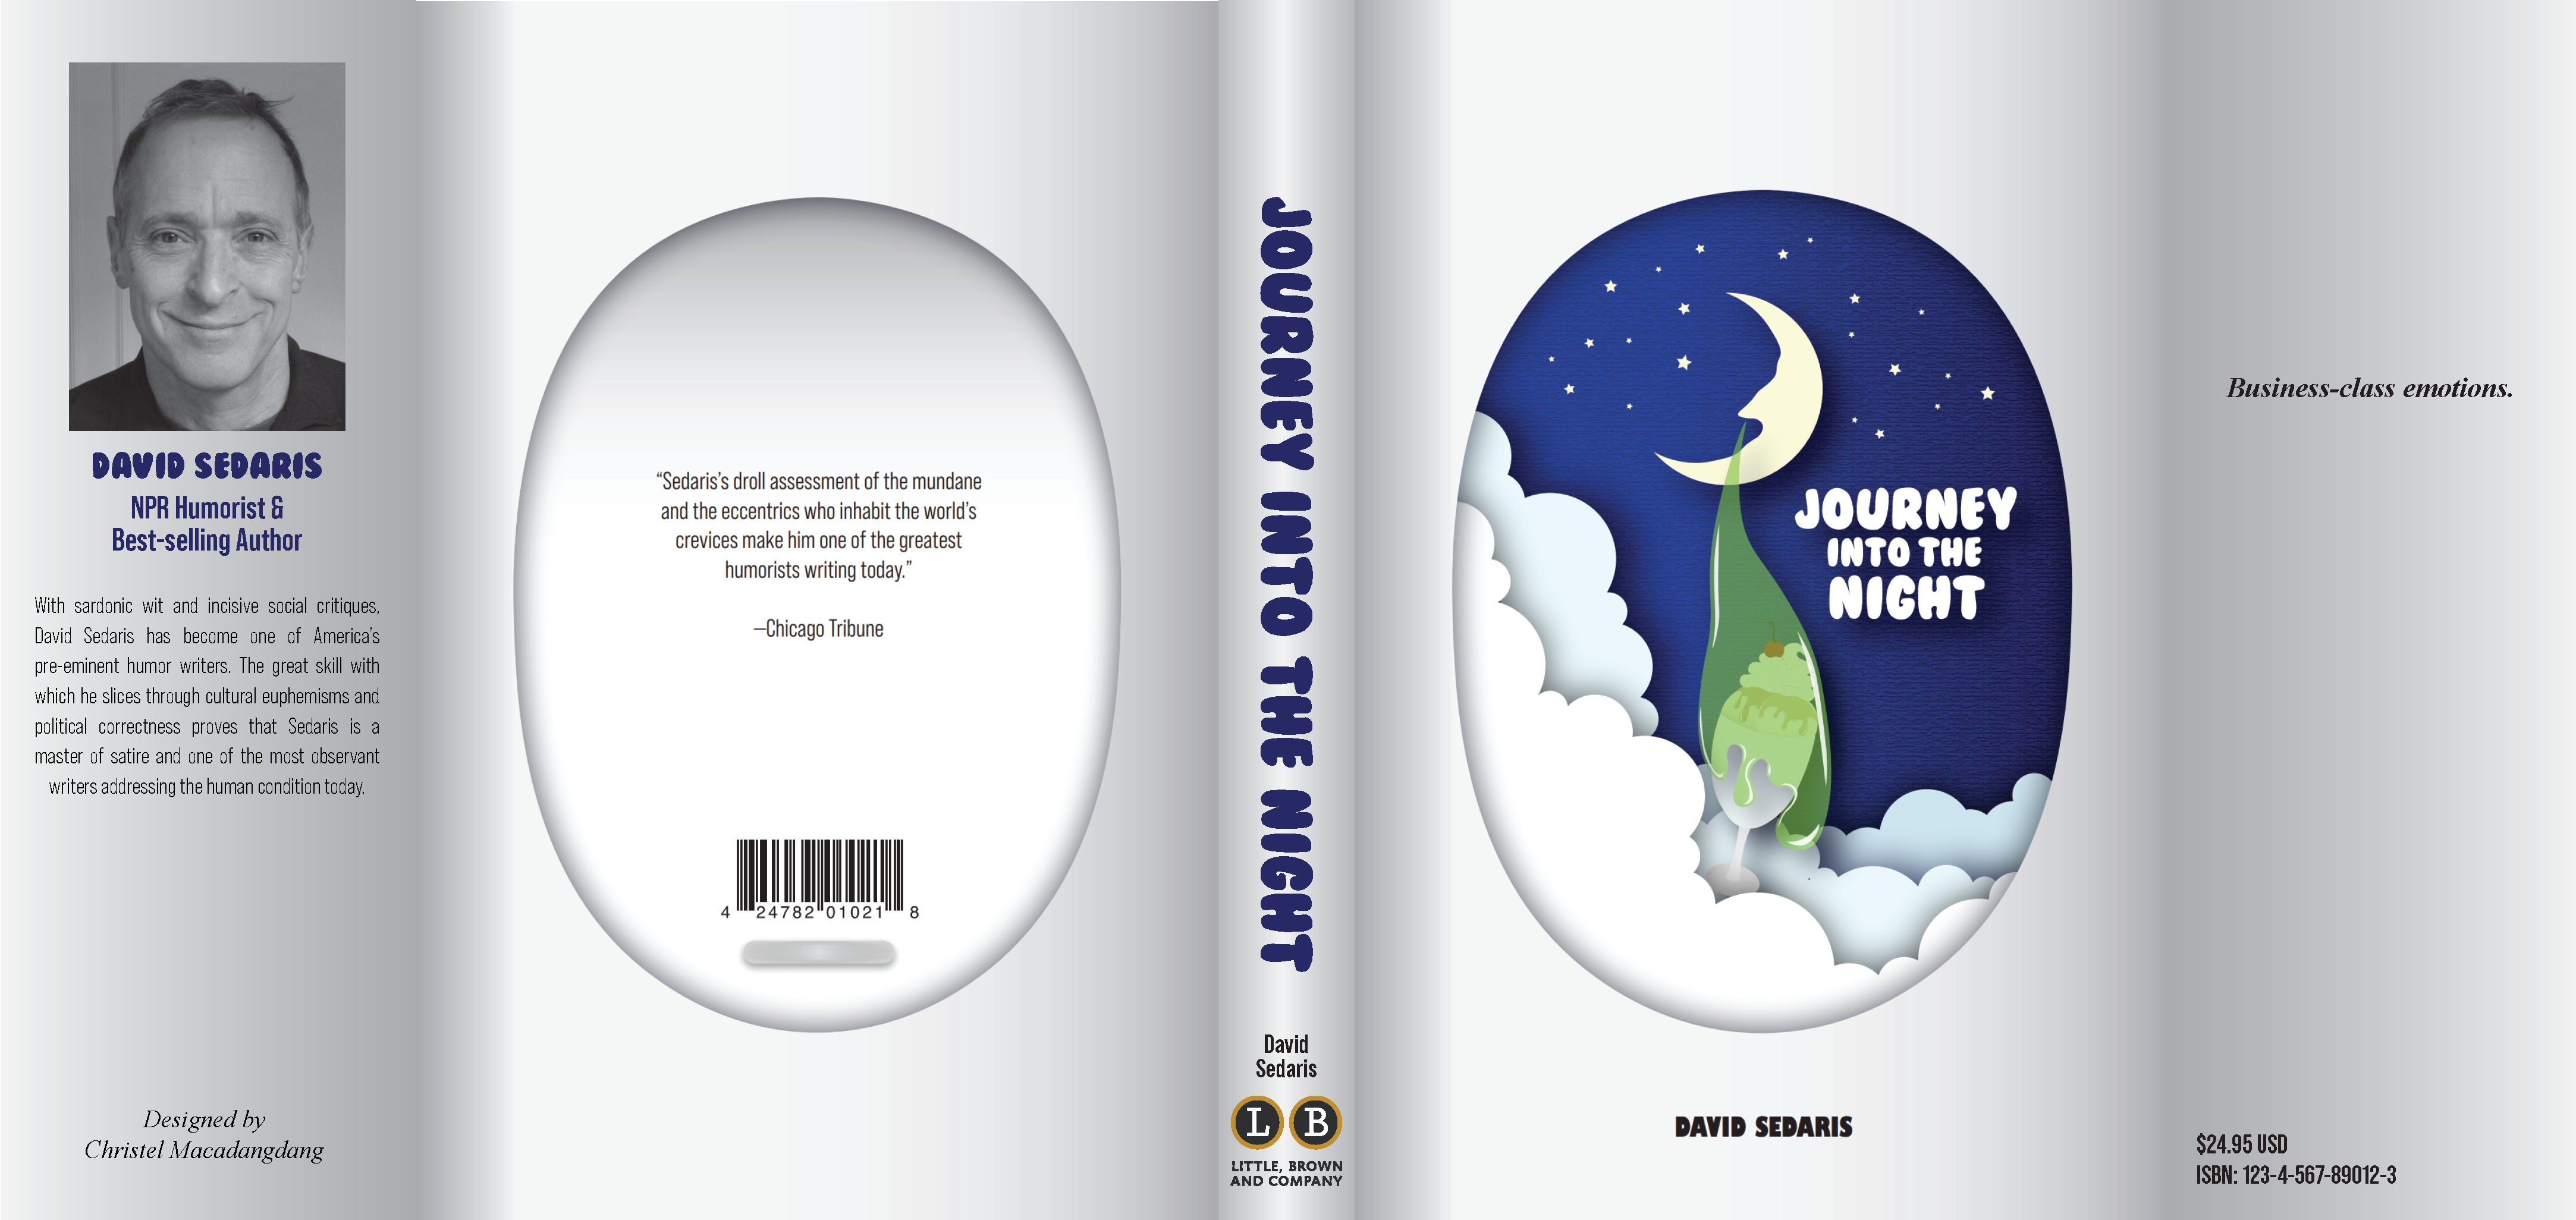 DAVID SEDARIS
NPR Humorist &
Best-selling Author
With sardonic wit and incisive social critiques,
David Sedaris has become one of America's
pre-eminent humor writers. The great skill with
which he slices through cultural euphemisms and
political correctness proves that Sedaris is a
master of satire and one of the most observant
writers addressing the human condition today.
Designed by
Christel Macadangdang
“Sedaris's droll assessment of the mundane
and the eccentrics who inhabit the world's
crevices make him one of the greatest
humorists writing today.”
—Chicago Tribune
4 24782 01021 8
JOURNEY INTO THE NIGHT
David
Sedaris
L B
LITTLE, BROWN
AND COMPANY
JOURNEY
INTO THE
NIGHT
DAVID SEDARIS
Business-class emotions.
$24.95 USD
ISBN: 123-4-567-89012-3